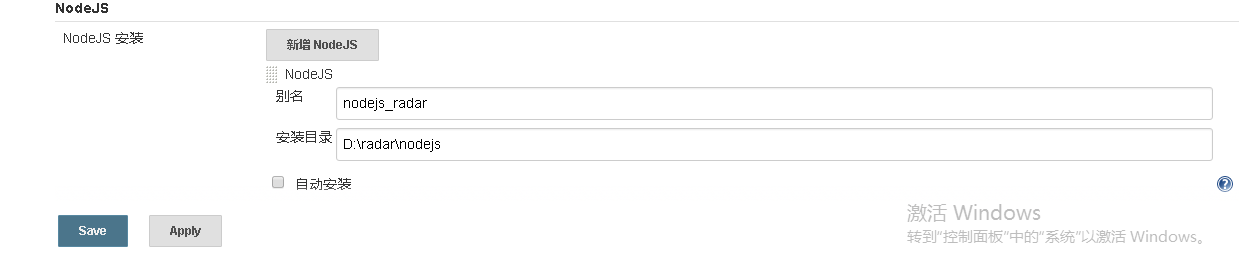 NodeJS
NodeJS 安装
新增 NodeJS
NodeJS
别名
nodejs_radar
安装目录
D:\radar\nodejs
自动安装
Save
Apply
激活 Windows
转到"控制面板"中的"系统"以激活 Windows。